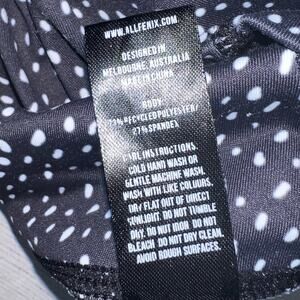 WWW.ALLFENIX.COM
DESIGNED IN
MELBOURNE, AUSTRALIA
MADE IN CHINA
BODY
73% RECYCLED POLYESTER/
27% SPANDEX
INSTRUCTIONS
COLD HAND WASH OR
GENTLE MACHINE WASH.
WASH WITH LIKE COLOURS.
DRY FLAT OUT OF DIRECT
SUNLIGHT. DO NOT TUMBLE
DRY. DO NOT IRON. DO NOT
BLEACH. DO NOT DRY CLEAN.
AVOID ROUGH SURFACES.